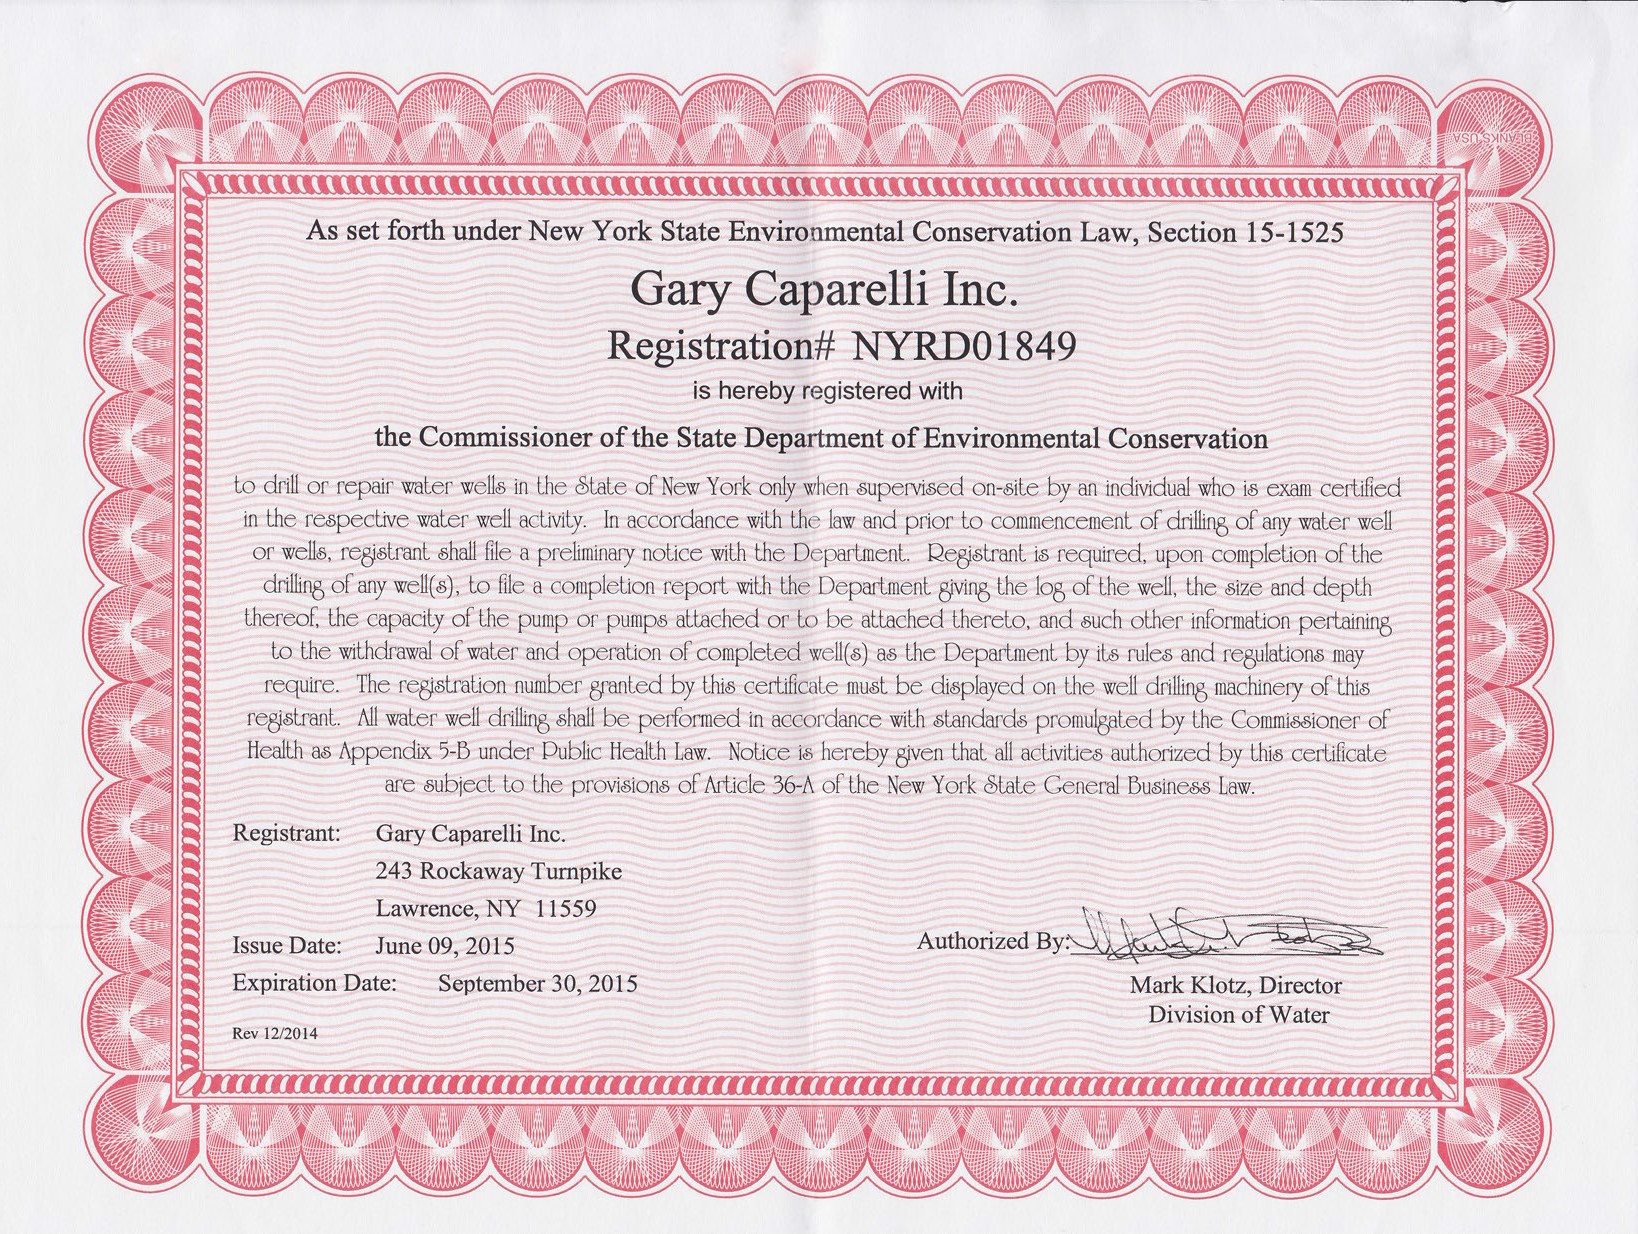 As set forth under New York State Environmental Conservation Law, Section 15-1525
Gary Caparelli Inc.
Registration# NYRD01849
is hereby registered with
the Commissioner of the State Department of Environmental Conservation
to drill or repair water wells in the State of New York only when supervised on-site by an individual who is exam certified
in the respective water well activity. In accordance with the law and prior to commencement of drilling of any water well
or wells, registrant shall file a preliminary notice with the Department. Registrant is required, upon completion of the
drilling of any well(s), to file a completion report with the Department giving the log of the well, the size and depth
thereof, the capacity of the pump or pumps attached or to be attached thereto, and such other information pertaining
to the withdrawal of water and operation of completed well(s) as the Department by its rules and regulations may
require. The registration number granted by this certificate must be displayed on the well drilling machinery of this
registrant. All water well drilling shall be performed in accordance with standards promulgated by the Commissioner of
Health as Appendix 5-B under Public Health Law. Notice is hereby given that all activities authorized by this certificate
are subject to the provisions of Article 36-A of the New York State General Business Law.
Registrant: Gary Caparelli Inc.
243 Rockaway Turnpike
Lawrence, NY 11559
Issue Date: June 09, 2015
Authorized By:
Expiration Date: September 30, 2015
Mark Klotz, Director
Division of Water
Rev 12/2014